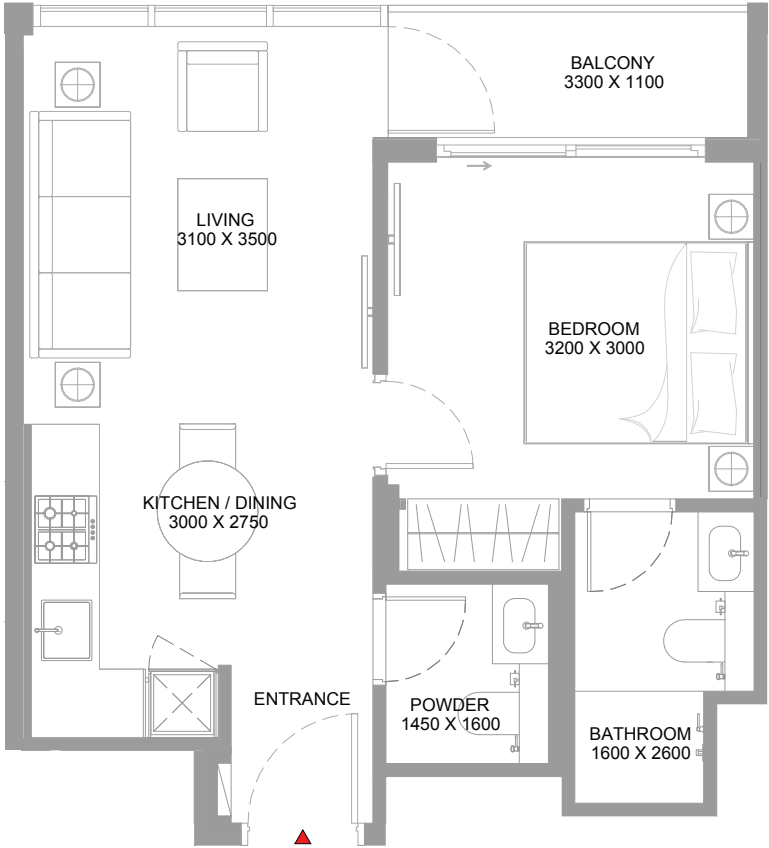 BALCONY
3300 X 1100
LIVING
3100 X 3500
BEDROOM
3200 X 3000
KITCHEN / DINING
3000 X 2750
ENTRANCE
POWDER
1450 X 1600
BATHROOM
1600 X 2600